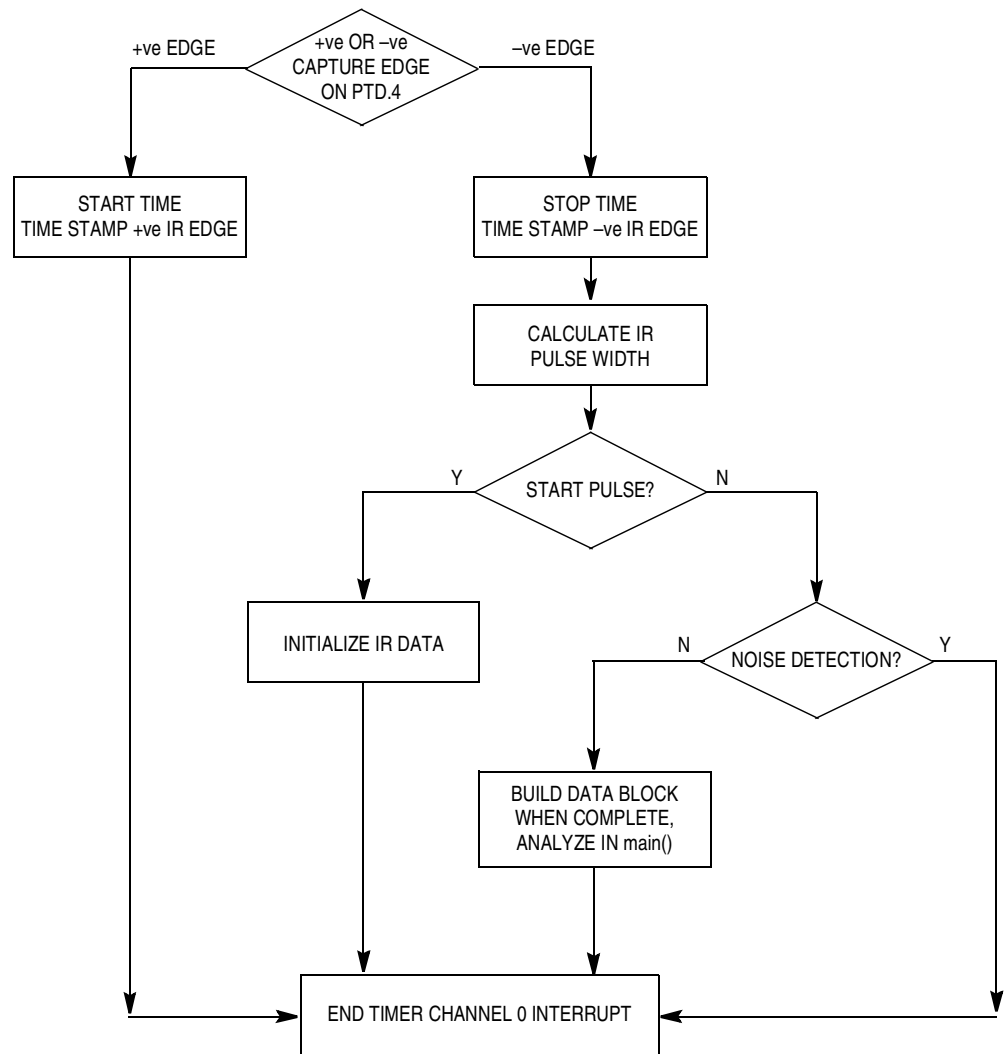 +ve EDGE
+ve OR –ve
CAPTURE EDGE
ON PTD.4
–ve EDGE
START TIME
TIME STAMP +ve IR EDGE
STOP TIME
TIME STAMP –ve IR EDGE
CALCULATE IR
PULSE WIDTH
Y
START PULSE?
N
INITIALIZE IR DATA
N
NOISE DETECTION?
Y
BUILD DATA BLOCK
WHEN COMPLETE,
ANALYZE IN main()
END TIMER CHANNEL 0 INTERRUPT